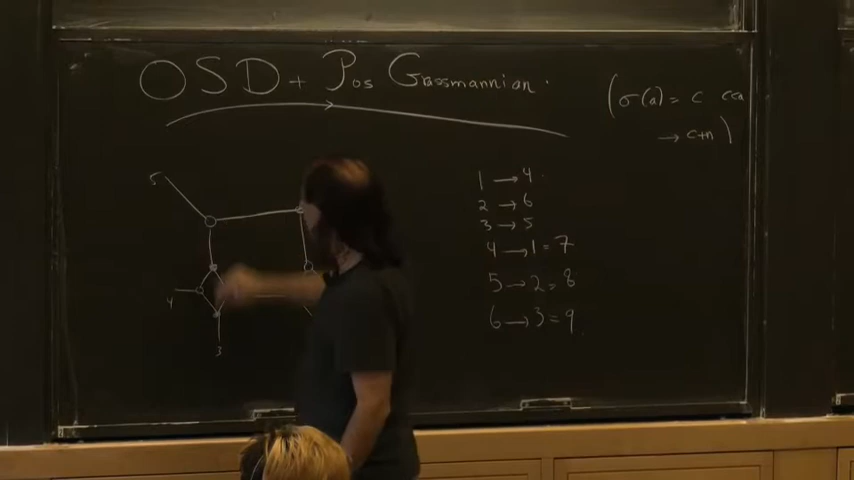 OSD + Pos Grassmannian.
(σ(a) = c c<a
→ c+n)
1 → 4
2 → 6
3 → 5
4 → 1 = 7
5 → 2 = 8
6 → 3 = 9
5
4
3